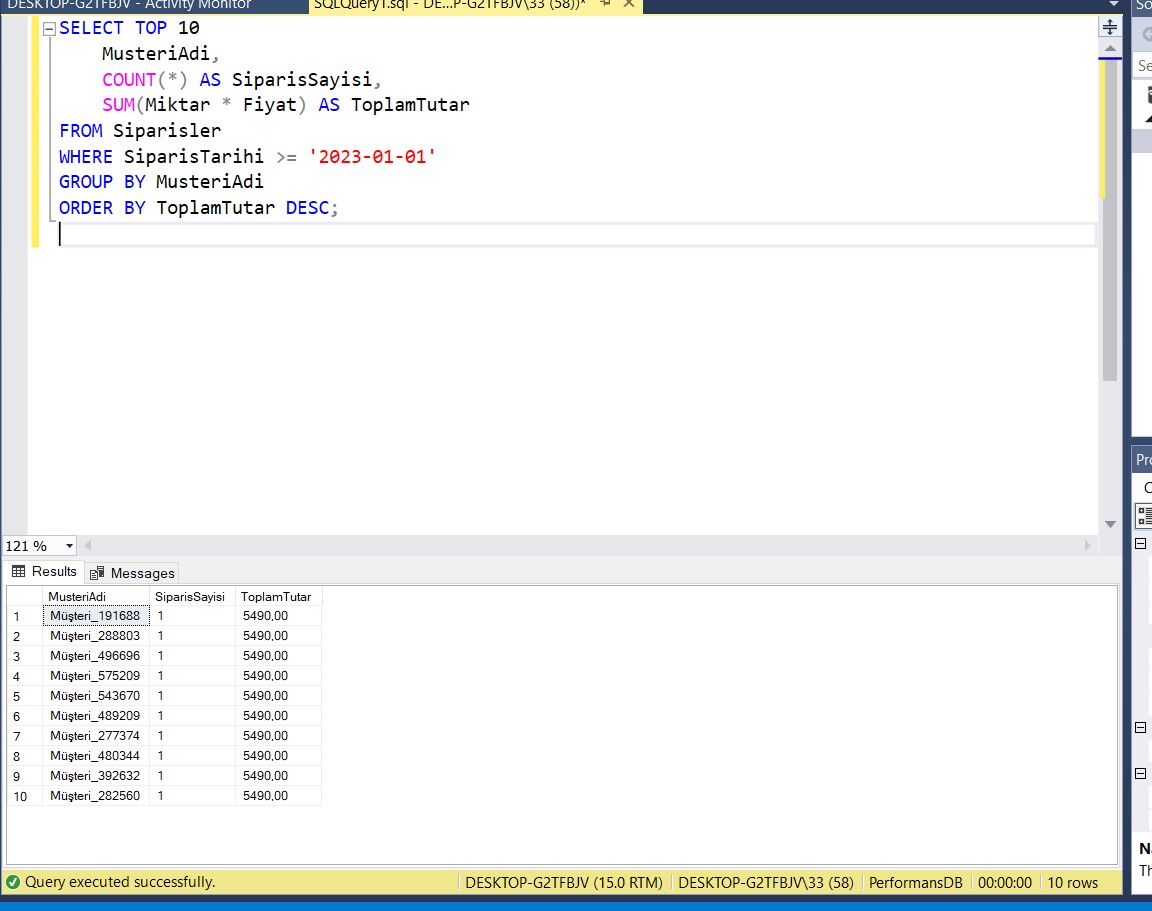 DESKTOP-G2TFBJV - Activity Monitor
SQLQuery1.sql - DE...P-G2TFBJV\33 (58))*
SELECT TOP 10
MusteriAdi,
COUNT(*) AS SiparisSayisi,
SUM(Miktar * Fiyat) AS ToplamTutar
FROM Siparisler
WHERE SiparisTarihi >= '2023-01-01'
GROUP BY MusteriAdi
ORDER BY ToplamTutar DESC;
121 %
Results Messages
MusteriAdi SiparisSayisi ToplamTutar
1 Müşteri_191688 1 5490,00
2 Müşteri_288803 1 5490,00
3 Müşteri_496696 1 5490,00
4 Müşteri_575209 1 5490,00
5 Müşteri_543670 1 5490,00
6 Müşteri_489209 1 5490,00
7 Müşteri_277374 1 5490,00
8 Müşteri_480344 1 5490,00
9 Müşteri_392632 1 5490,00
10 Müşteri_282560 1 5490,00
Query executed successfully.
DESKTOP-G2TFBJV (15.0 RTM) DESKTOP-G2TFBJV\33 (58) PerformansDB 00:00:00 10 rows